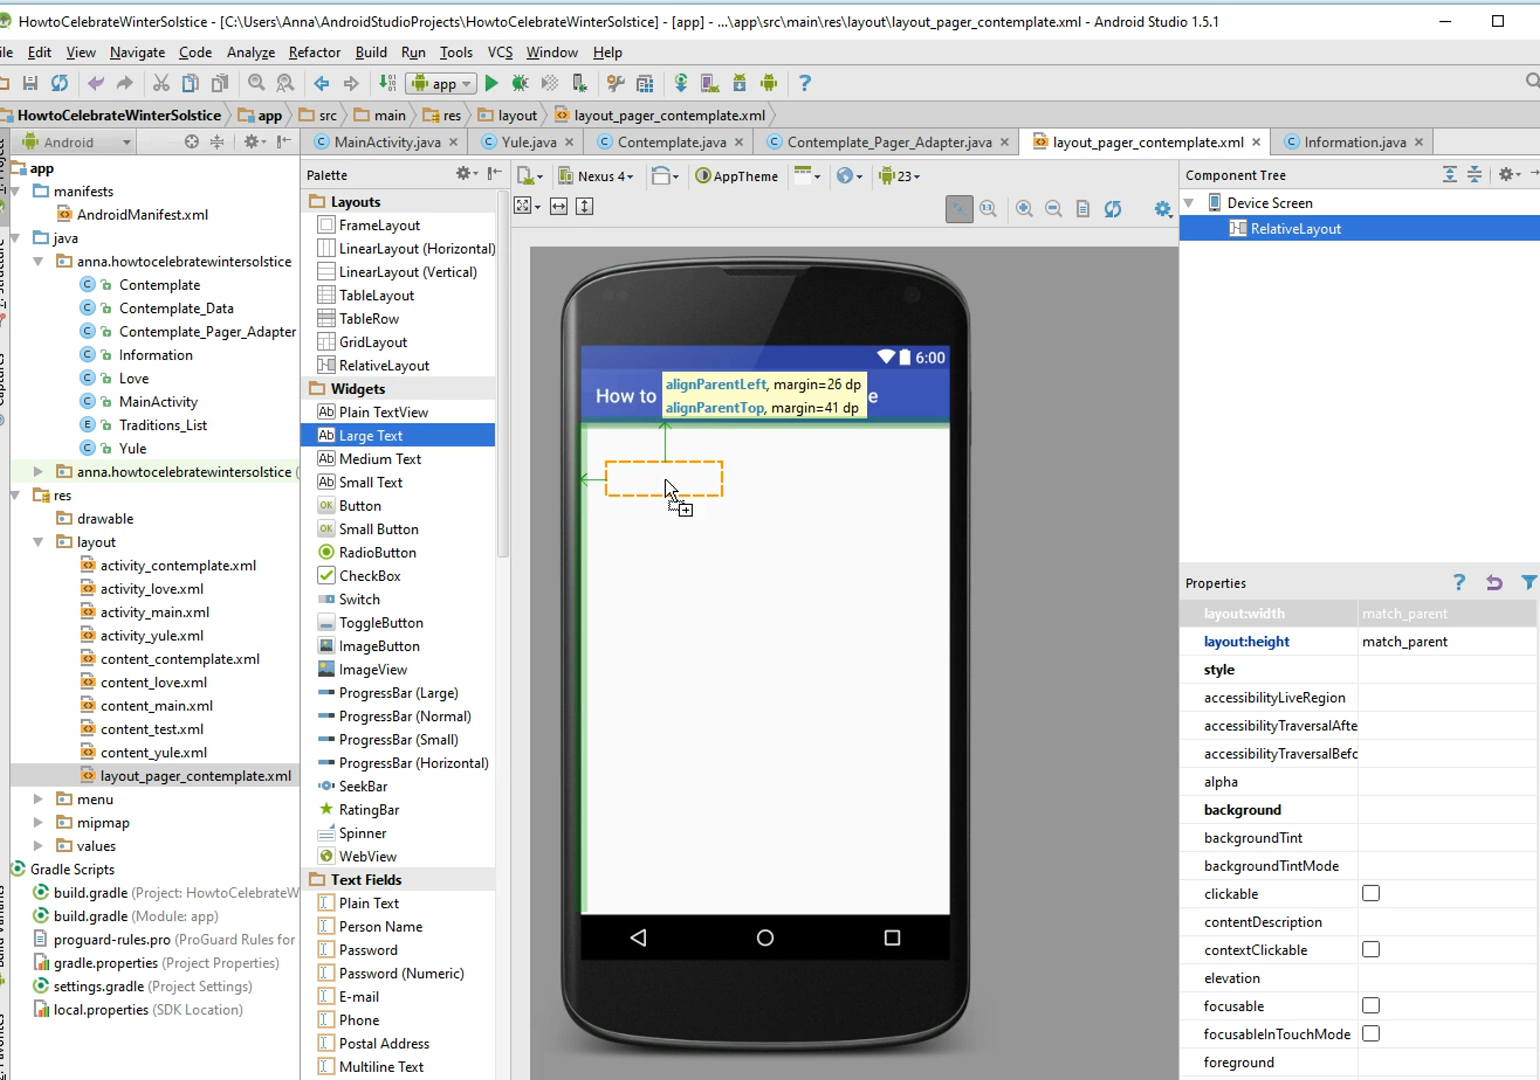 HowtoCelebrateWinterSolstice - [C:\Users\Anna\AndroidStudioProjects\HowtoCelebrateWinterSolstice] - [app] - ...\app\src\main\res\layout\layout_pager_contemplate.xml - Android Studio 1.5.1
ile Edit View Navigate Code Analyze Refactor Build Run Tools VCS Window Help
app
HowtoCelebrateWinterSolstice app src main res layout layout_pager_contemplate.xml
Android
MainActivity.java Yule.java Contemplate.java Contemplate_Pager_Adapter.java layout_pager_contemplate.xml Information.java
app
manifests
AndroidManifest.xml
java
anna.howtocelebratewintersolstice
Contemplate
Contemplate_Data
Contemplate_Pager_Adapter
Information
Love
MainActivity
Traditions_List
Yule
anna.howtocelebratewintersolstice (
res
drawable
layout
activity_contemplate.xml
activity_love.xml
activity_main.xml
activity_yule.xml
content_contemplate.xml
content_love.xml
content_main.xml
content_test.xml
content_yule.xml
layout_pager_contemplate.xml
menu
mipmap
values
Gradle Scripts
build.gradle (Project: HowtoCelebrateW
build.gradle (Module: app)
proguard-rules.pro (ProGuard Rules for
gradle.properties (Project Properties)
settings.gradle (Project Settings)
local.properties (SDK Location)
Palette
Layouts
FrameLayout
LinearLayout (Horizontal)
LinearLayout (Vertical)
TableLayout
TableRow
GridLayout
RelativeLayout
Widgets
Ab Plain TextView
Ab Large Text
Ab Medium Text
Ab Small Text
OK Button
OK Small Button
RadioButton
CheckBox
Switch
ToggleButton
ImageButton
ImageView
ProgressBar (Large)
ProgressBar (Normal)
ProgressBar (Small)
ProgressBar (Horizontal)
SeekBar
RatingBar
Spinner
WebView
Text Fields
Plain Text
Person Name
Password
Password (Numeric)
E-mail
Phone
Postal Address
Multiline Text
Nexus 4 AppTheme 23
6:00
How to e
alignParentLeft, margin=26 dp
alignParentTop, margin=41 dp
Component Tree
Device Screen
RelativeLayout
Properties ?
layout:width match_parent
layout:height match_parent
style
accessibilityLiveRegion
accessibilityTraversalAfte
accessibilityTraversalBefc
alpha
background
backgroundTint
backgroundTintMode
clickable
contentDescription
contextClickable
elevation
focusable
focusableInTouchMode
foreground